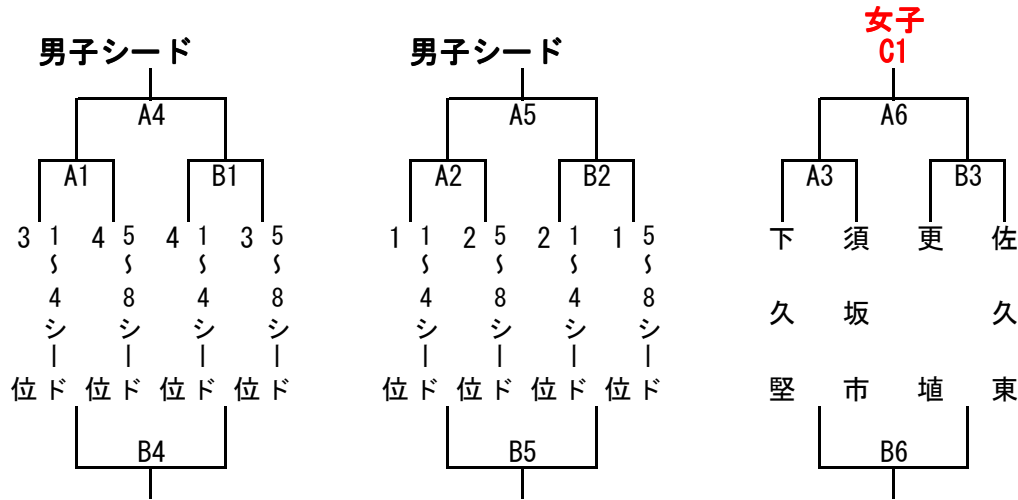 男子シード
A4
A1
B1
3位
1～4シード
4位
5～8シード
4位
1～4シード
3位
5～8シード
B4
男子シード
A5
A2
B2
1位
1～4シード
2位
5～8シード
2位
1～4シード
1位
5～8シード
B5
女子
C1
A6
A3
B3
下久堅
須坂市
更埴
佐久東
B6